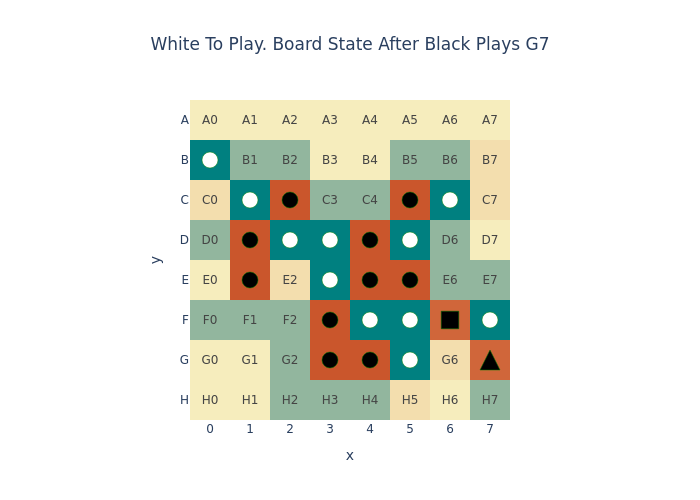 White To Play. Board State After Black Plays G7
A A0 A1 A2 A3 A4 A5 A6 A7
B B1 B2 B3 B4 B5 B6 B7
C C0 C3 C4 C7
D D0 D6 D7
E E0 E2 E6 E7
F F0 F1 F2
G G0 G1 G2 G6
H H0 H1 H2 H3 H4 H5 H6 H7
0 1 2 3 4 5 6 7
x
y